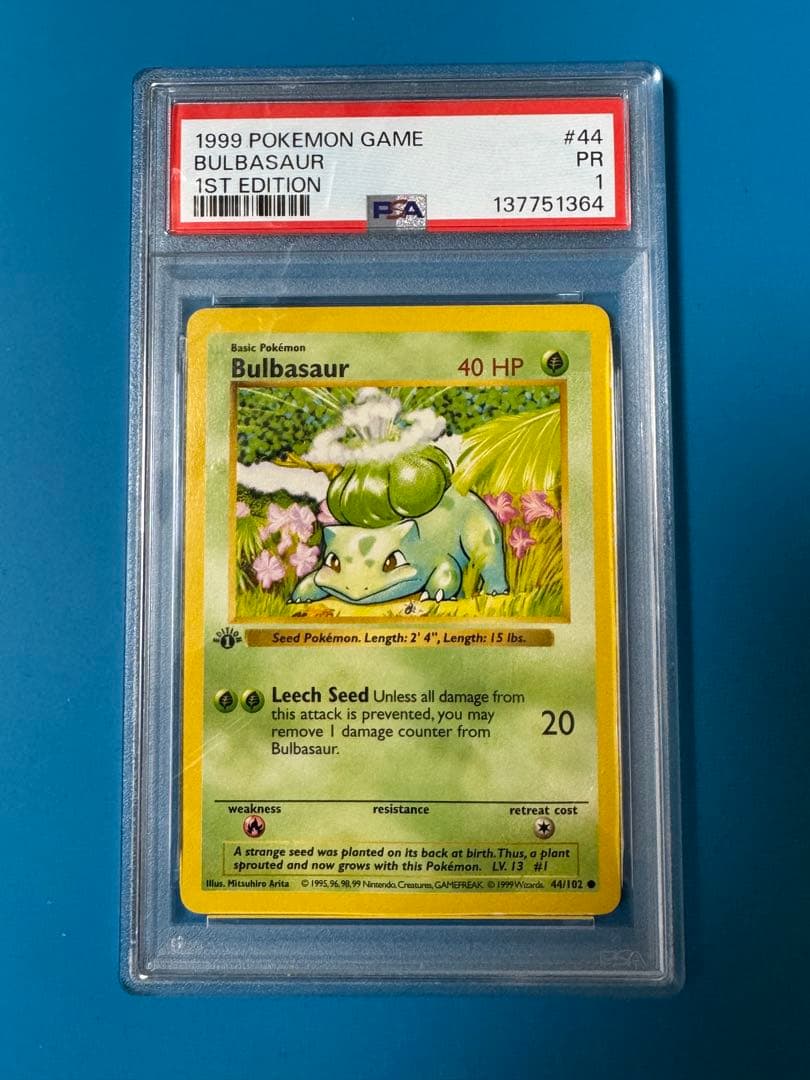 1999 POKEMON GAME #44
BULBASAUR PR
1ST EDITION 1
PSA 137751364
Basic Pokémon
Bulbasaur 40 HP
EDITION
1
Seed Pokémon. Length: 2' 4", Length: 15 lbs.
Leech Seed Unless all damage from
this attack is prevented, you may
remove 1 damage counter from
Bulbasaur.
20
weakness resistance retreat cost
A strange seed was planted on its back at birth. Thus, a plant
sprouted and now grows with this Pokémon. LV. 13 #1
Illus. Mitsuhiro Arita © 1995, 96, 98, 99 Nintendo, Creatures, GAMEFREAK. © 1999 Wizards. 44/102 ●
PSA